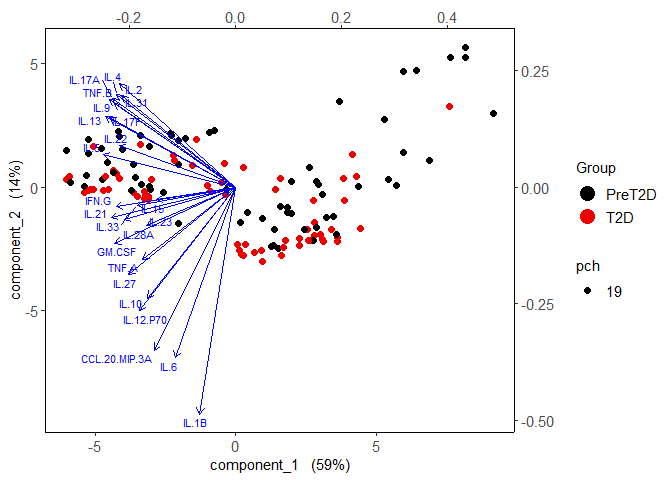 -0.2 0.0 0.2 0.4
5
0
-5
0.25
0.00
-0.25
-0.50
component_2 (14%)
IL.17A
IL.4
IL.2
TNF.B
IL.31
IL.9
IL.13
IL.17F
IL.22
IFN.G
IL.21
IL.33
IL.23
IL.28A
GM.CSF
TNF.A
IL.27
IL.10
IL.12.P70
CCL.20.MIP.3A
IL.6
IL.1B
-5 0 5
component_1 (59%)
Group
PreT2D
T2D
pch
19